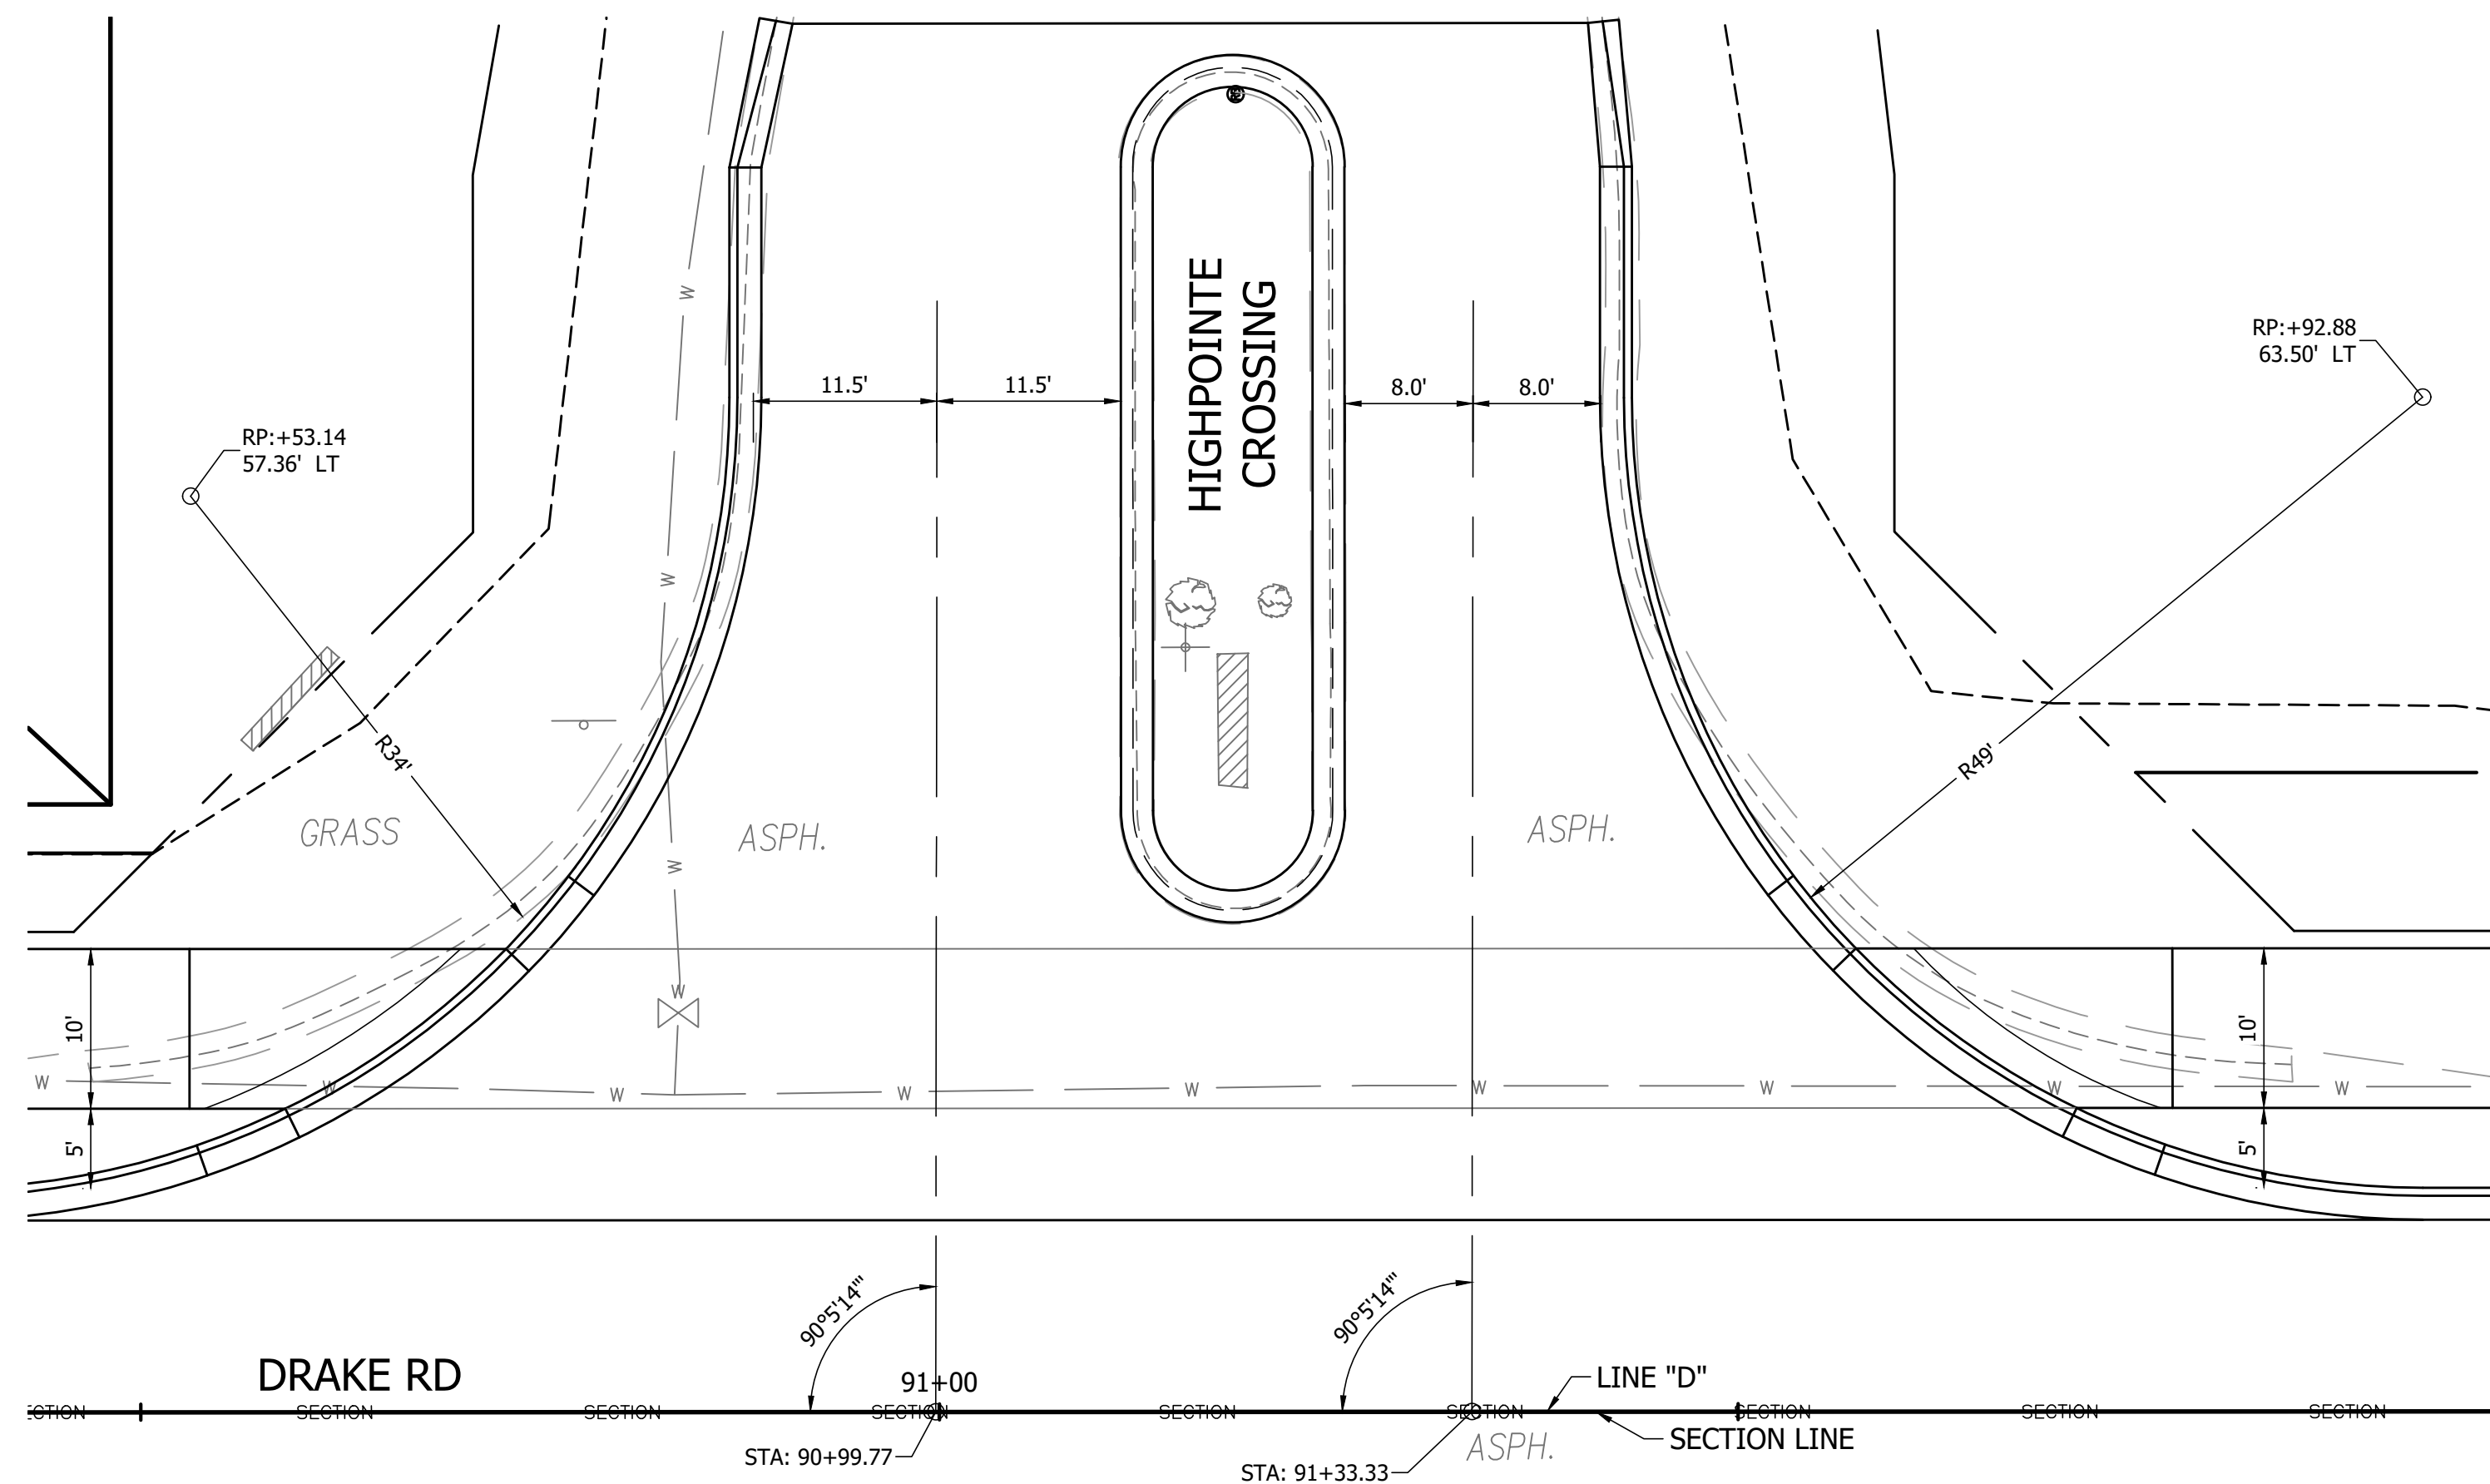 W
HIGHPOINTE
CROSSING
RP:+92.88
63.50' LT
11.5'
11.5'
8.0'
8.0'
RP:+53.14
57.36' LT
W
R34'
R49'
GRASS
ASPH.
ASPH.
W
W
10'
10'
W
W
W
W
W
W
W
W
W
5'
5'
90°5'14"'
90°5'14"'
DRAKE RD
91+00
LINE "D"
SECTION
SECTION
SECTION
SECTION
SECTION
SECTION
SECTION
SECTION
SECTION
SECTION LINE
STA: 90+99.77
ASPH.
STA: 91+33.33